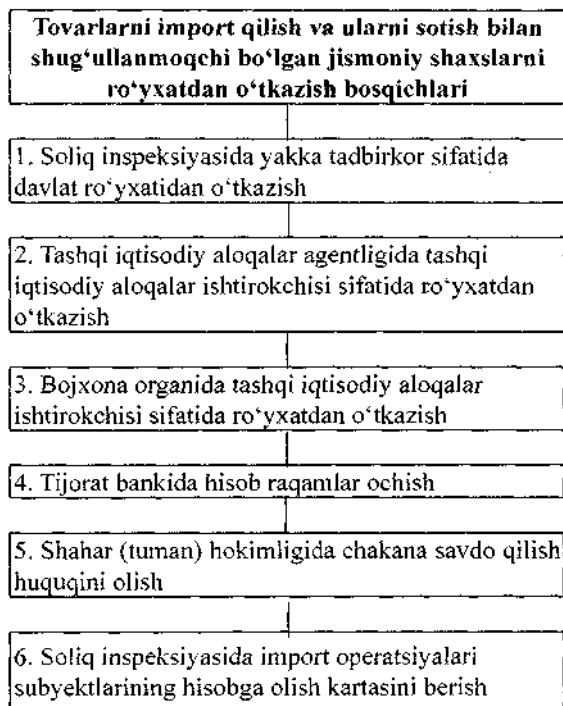 Tovarlarni import qilish va ularni sotish bilan
shug‘ullanmoqchi bo‘lgan jismoniy shaxslarni
ro‘yxatdan o‘tkazish bosqichlari
1. Soliq inspeksiyasida yakka tadbirkor sifatida
davlat ro‘yxatidan o‘tkazish
2. Tashqi iqtisodiy aloqalar agentligida tashqi
iqtisodiy aloqalar ishtirokchisi sifatida ro‘yxatdan
o‘tkazish
3. Bojxona organida tashqi iqtisodiy aloqalar
ishtirokchisi sifatida ro‘yxatdan o‘tkazish
4. Tijorat bankida hisob raqamlar ochish
5. Shahar (tuman) hokimligida chakana savdo qilish
huquqini olish
6. Soliq inspeksiyasida import operatsiyalari
subyektlarining hisobga olish kartasini berish